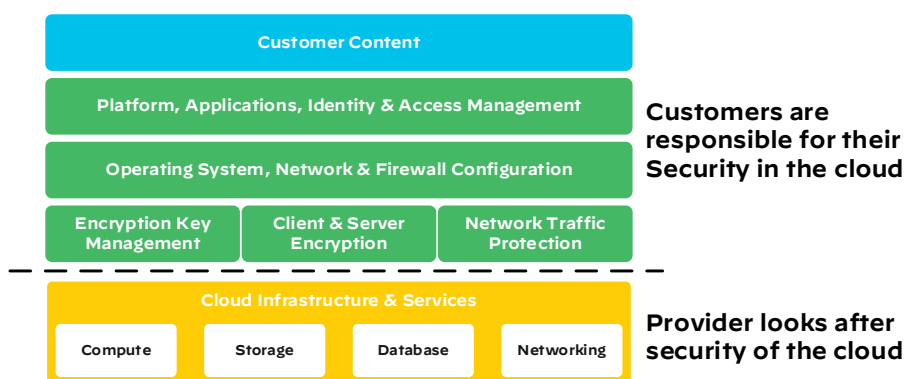 Customer Content
Platform, Applications, Identity & Access Management
Operating System, Network & Firewall Configuration
Encryption Key
Management
Client & Server
Encryption
Network Traffic
Protection
Customers are
responsible for their
Security in the cloud
Cloud Infrastructure & Services
Compute
Storage
Database
Networking
Provider looks after
security of the cloud